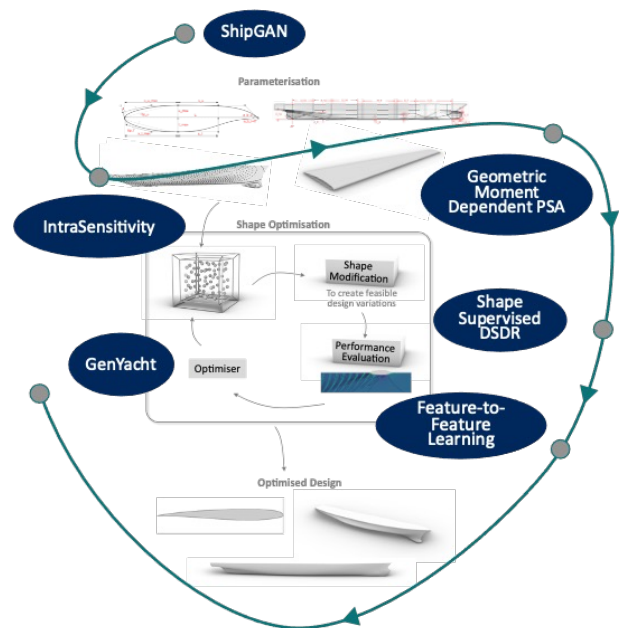 ShipGAN
Parameterisation
Geometric
Moment
Dependent PSA
IntraSensitivity
Shape Optimisation
Shape
Modification
To create feasible
design variations
Shape
Supervised
DSDR
Performance
Evaluation
GenYacht
Optimiser
Feature-to-
Feature
Learning
Optimised Design